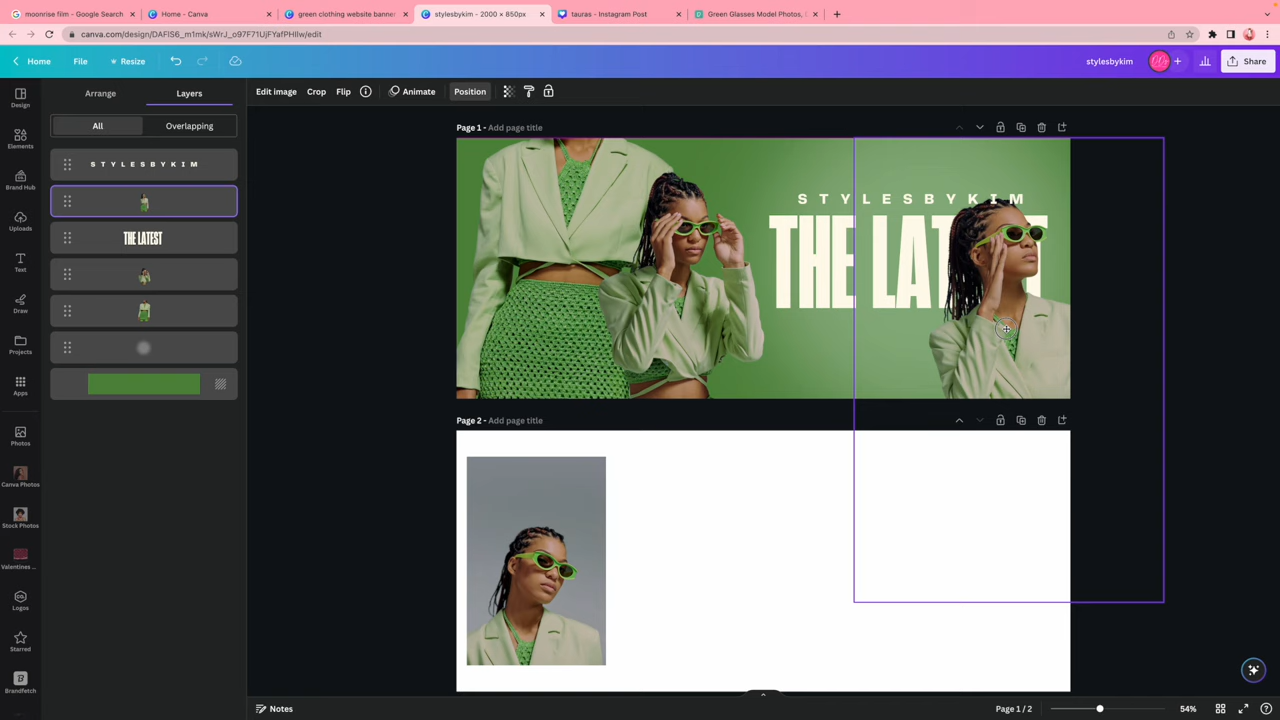 moonrise film - Google Search
Home - Canva
green clothing website banner
stylesbykim - 2000 × 850px
tauras - Instagram Post
Green Glasses Model Photos, D
canva.com/design/DAFIS6_m1mk/sWrJ_o97F71UjFYafPHIIw/edit
Home
File
Resize
stylesbykim
Share
Design
Elements
Brand Hub
Uploads
Text
Draw
Projects
Apps
Photos
Canva Photos
Stock Photos
Valentines ...
Logos
Starred
Brandfetch
Arrange
Layers
All
Overlapping
STYLESBYKIM
THE LATEST
Edit image
Crop
Flip
Animate
Position
Page 1 - Add page title
STYLESBYKIM
THE LATEST
Page 2 - Add page title
Notes
Page 1 / 2
54%